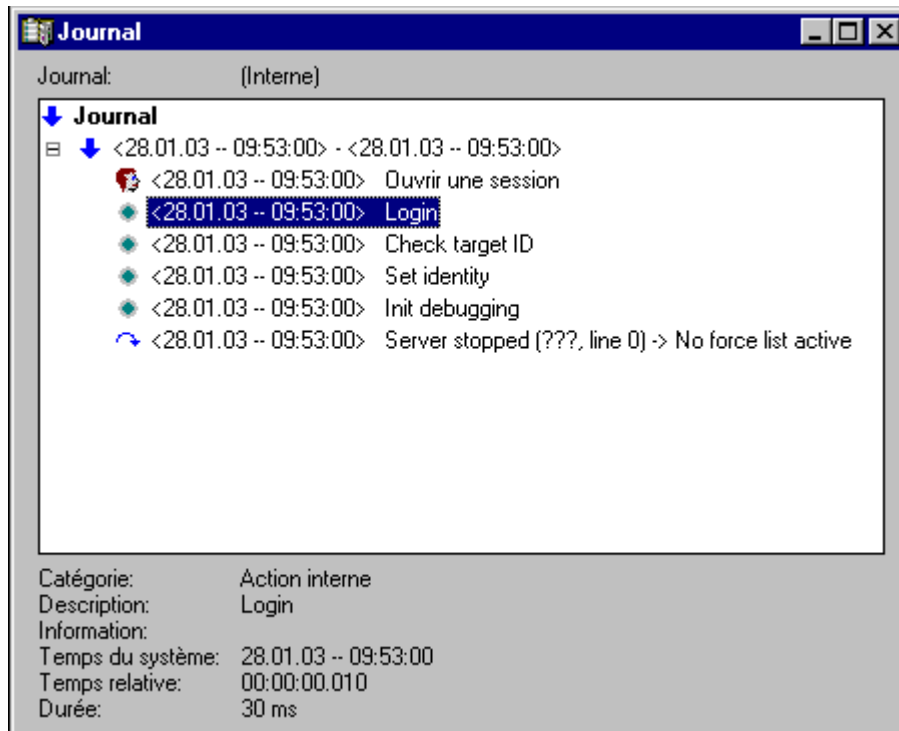 Journal
Journal: (Interne)
Journal
<28.01.03 -- 09:53:00> - <28.01.03 -- 09:53:00>
<28.01.03 -- 09:53:00> Ouvrir une session
<28.01.03 -- 09:53:00> Login
<28.01.03 -- 09:53:00> Check target ID
<28.01.03 -- 09:53:00> Set identity
<28.01.03 -- 09:53:00> Init debugging
<28.01.03 -- 09:53:00> Server stopped (???, line 0) -> No force list active
Catégorie: Action interne
Description: Login
Information:
Temps du système: 28.01.03 -- 09:53:00
Temps relative: 00:00:00.010
Durée: 30 ms